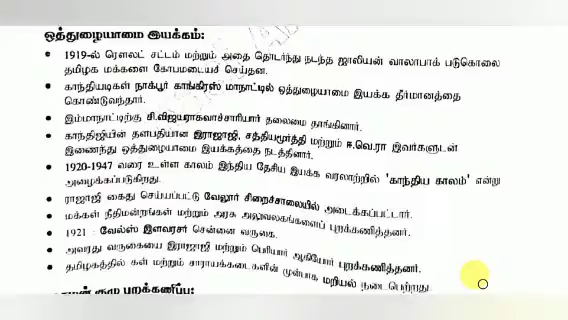 ஒத்துழையாமை இயக்கம்:
• 1919-ல் ரௌலட் சட்டம் மற்றும் அதை தொடர்ந்து நடந்த ஜாலியன் வாலாபாக் படுகொலை
தமிழக மக்களை கோபமடையச் செய்தன.
• காந்தியடிகள் நாக்பூர் காங்கிரஸ் மாநாட்டில் ஒத்துழையாமை இயக்க தீர்மானத்தை
கொண்டுவந்தார்.
• இம்மாநாட்டிற்கு சி.விஜயராகவாச்சாரியார் தலைமை தாங்கினார்.
• காந்திஜியின் தளபதியான இராஜாஜி, சத்தியமூர்த்தி மற்றும் ஈ.வெ.ரா இவர்களுடன்
இணைந்து ஒத்துழையாமை இயக்கத்தை நடத்தினார்.
• 1920-1947 வரை உள்ள காலம் இந்திய தேசிய இயக்க வரலாற்றில் 'காந்திய காலம்' என்று
அழைக்கப்படுகிறது.
• ராஜாஜி கைது செய்யப்பட்டு வேலூர் சிறைச்சாலையில் அடைக்கப்பட்டார்.
• மக்கள் நீதிமன்றங்கள் மற்றும் அரசு அலுவலகங்களைப் புறக்கணித்தனர்.
• 1921 : வேல்ஸ் இளவரசர் சென்னை வருகை.
• அவரது வருகையை இராஜாஜி மற்றும் பெரியார் ஆகியோர் புறக்கணித்தனர்.
• தமிழகத்தில் கள் மற்றும் சாராயக்கடைகளின் முன்பாக, மறியல் நடைபெற்றது.
குழு புறக்கணிப்பு: